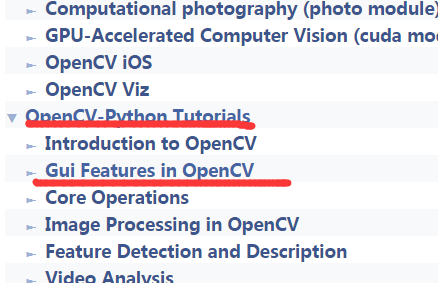 Computational photography (photo module)
GPU-Accelerated Computer Vision (cuda mo
OpenCV iOS
OpenCV Viz
OpenCV-Python Tutorials
Introduction to OpenCV
Gui Features in OpenCV
Core Operations
Image Processing in OpenCV
Feature Detection and Description
Video Analysis